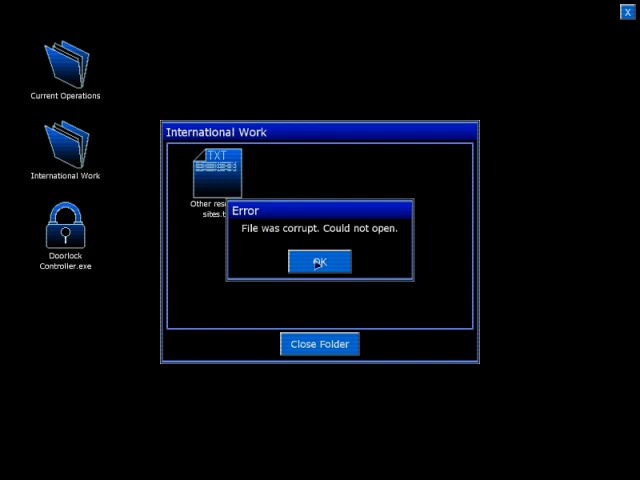 X
Current Operations
International Work
Doorlock
Controller.exe
International Work
TXT
Other
sites.
Error
File was corrupt. Could not open.
OK
Close Folder